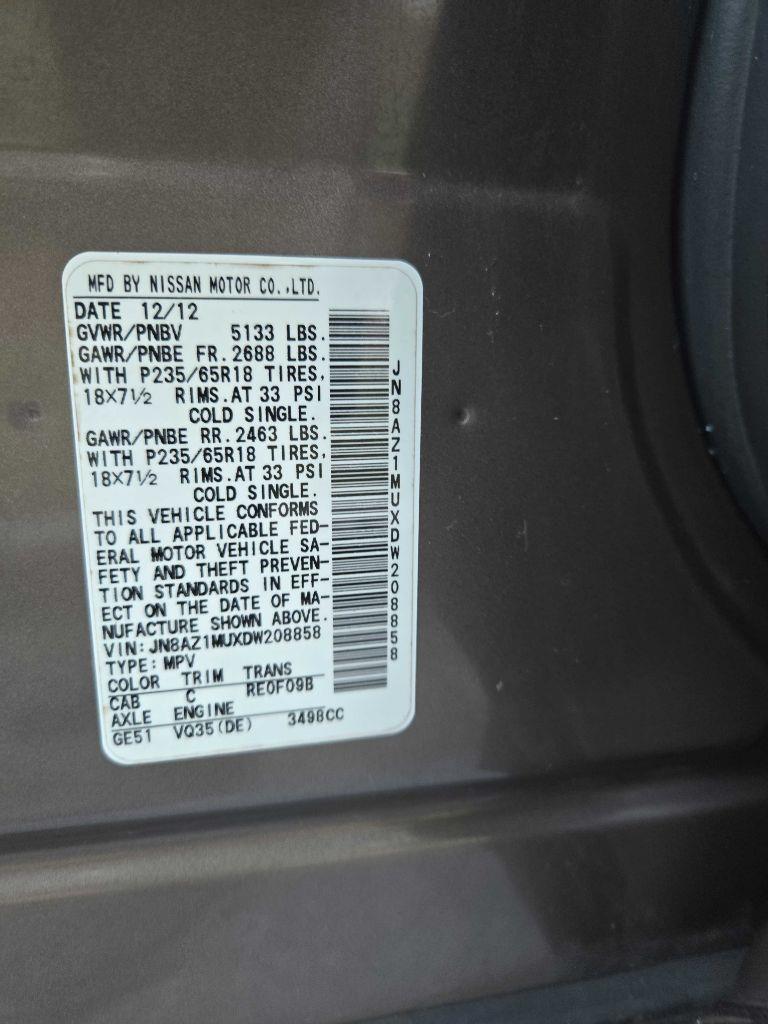 MFD BY NISSAN MOTOR CO.,LTD.
DATE 12/12
GVWR/PNBV 5133 LBS.
GAWR/PNBE FR. 2688 LBS.
WITH P235/65R18 TIRES,
18×7½ RIMS. AT 33 PSI
COLD SINGLE.
GAWR/PNBE RR. 2463 LBS.
WITH P235/65R18 TIRES,
18×7½ RIMS. AT 33 PSI
COLD SINGLE.
THIS VEHICLE CONFORMS
TO ALL APPLICABLE FED-
ERAL MOTOR VEHICLE SA-
FETY AND THEFT PREVEN-
TION STANDARDS IN EFF-
ECT ON THE DATE OF MA-
NUFACTURE SHOWN ABOVE.
VIN: JN8AZ1MUXDW208858
TYPE: MPV
COLOR TRIM TRANS
CAB C RE0F09B
AXLE ENGINE
GE51 VQ35(DE) 3498CC
JN8AZ1MUXDW208858